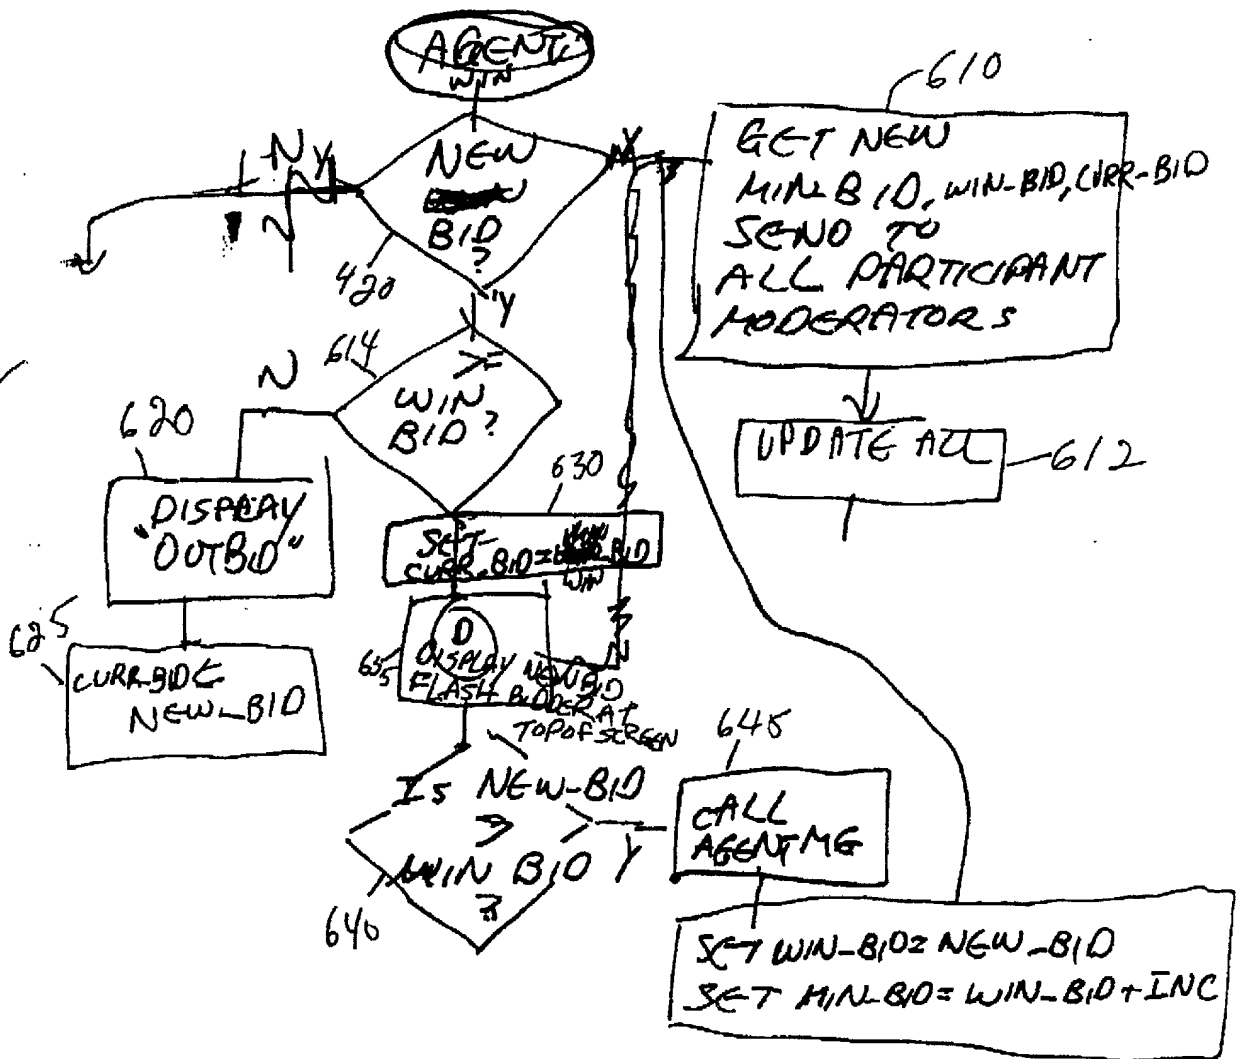 AGENT
WIN
610
GET NEW
MIN-BID, WIN-BID, CURR-BID
SEND TO
ALL PARTICIPANT
MODERATORS
N Y
NEW
BID
?
420
Y
N
614
>=
WIN
BID?
UPDATE ALL
612
620
DISPLAY
"OUTBID"
630
SET
CURR_BID=WIN_BID
625
CURR-BID<
NEW_BID
635
D
DISPLAY
FLASH NEW BID
BIDDER AT
TOP OF SCREEN
N
645
IS NEW-BID
>
WIN BID
?
640
Y
CALL
AGENTMG
SET WIN_BID=NEW_BID
SET MIN_BID=WIN_BID+INC